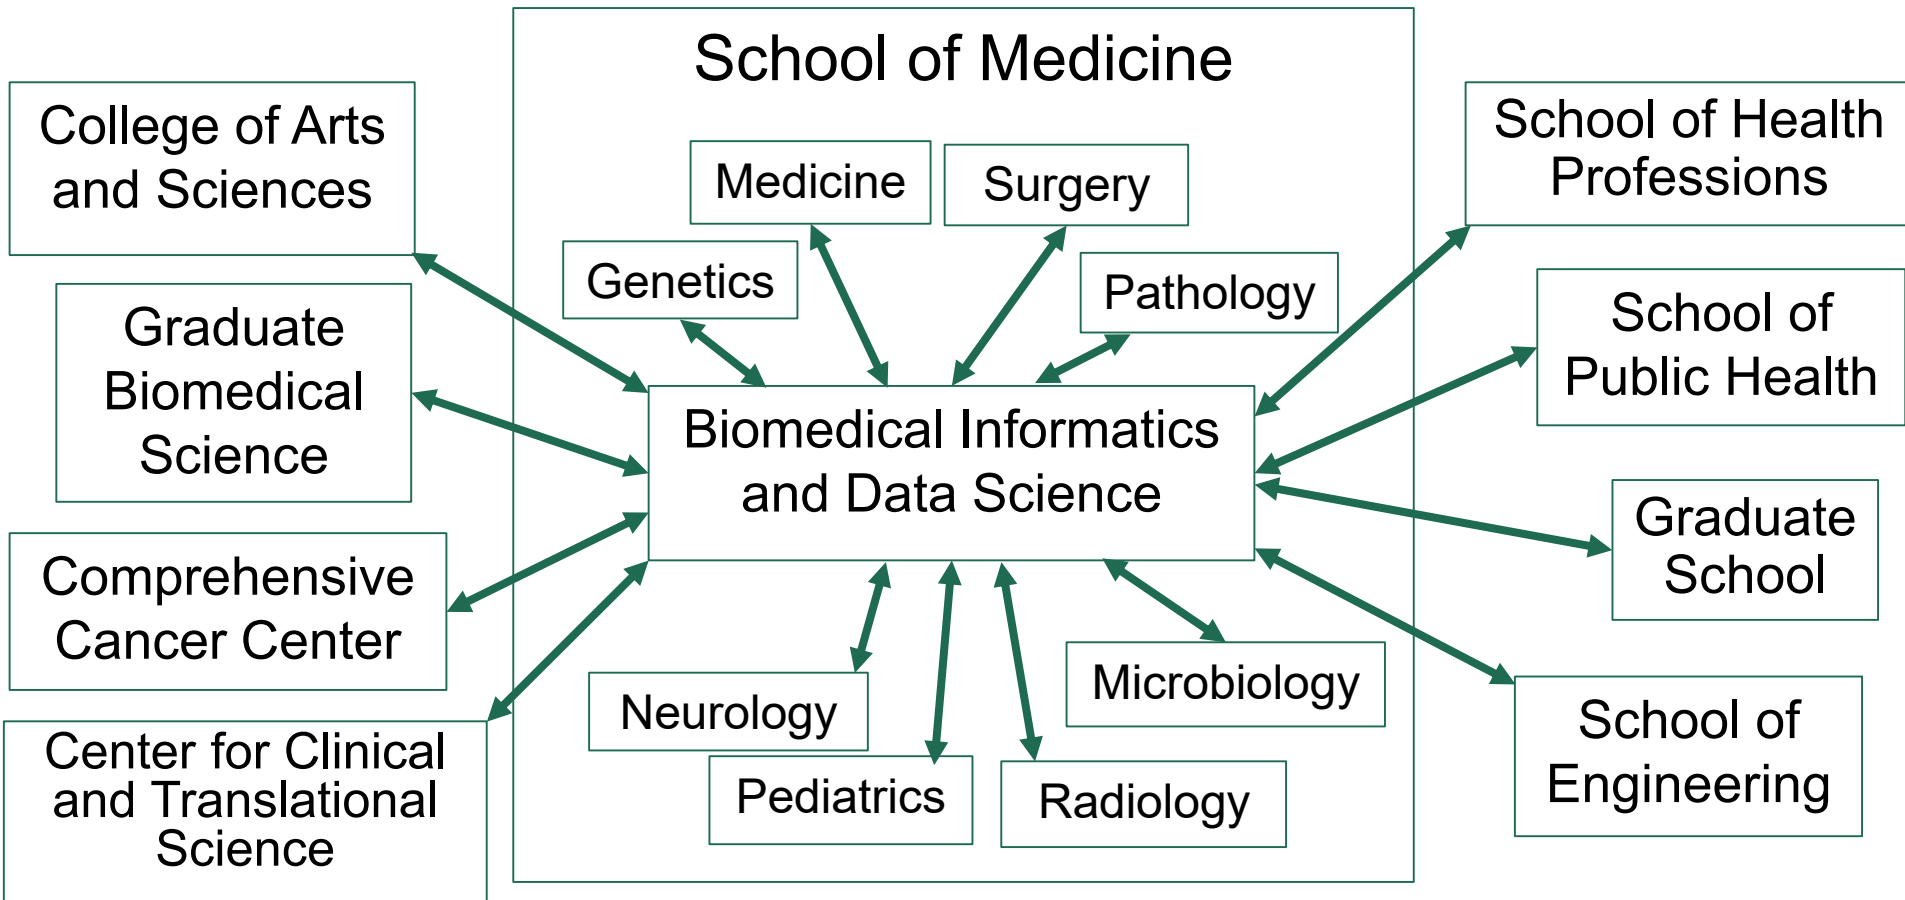 School of Medicine
College of Arts
and Sciences
Graduate
Biomedical
Science
Comprehensive
Cancer Center
Center for Clinical
and Translational
Science
Medicine
Surgery
Genetics
Pathology
Biomedical Informatics
and Data Science
Neurology
Pediatrics
Radiology
Microbiology
School of Health
Professions
School of
Public Health
Graduate
School
School of
Engineering